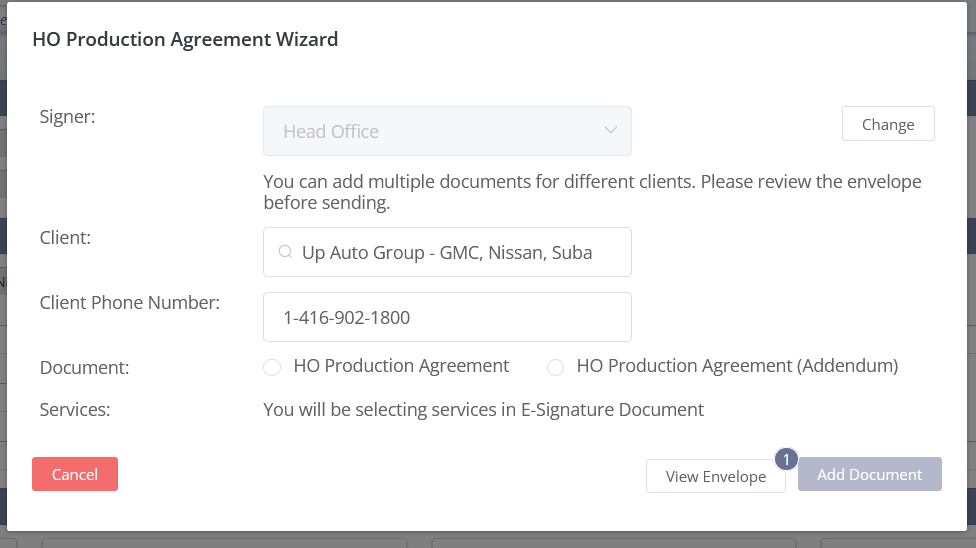 HO Production Agreement Wizard
Signer:
Head Office
Change
You can add multiple documents for different clients. Please review the envelope
before sending.
Client:
Up Auto Group - GMC, Nissan, Suba
Client Phone Number:
1-416-902-1800
Document:
HO Production Agreement
HO Production Agreement (Addendum)
Services:
You will be selecting services in E-Signature Document
Cancel
View Envelope
1
Add Document